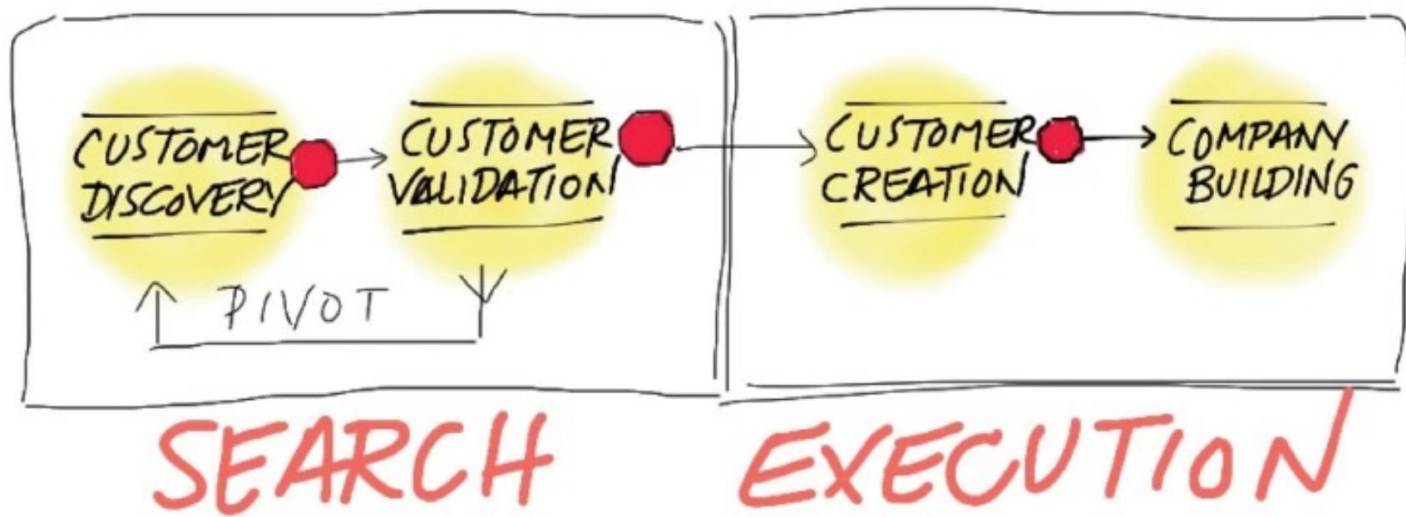 CUSTOMER
DISCOVERY
CUSTOMER
VALIDATION
CUSTOMER
CREATION
COMPANY
BUILDING
PIVOT
SEARCH
EXECUTION